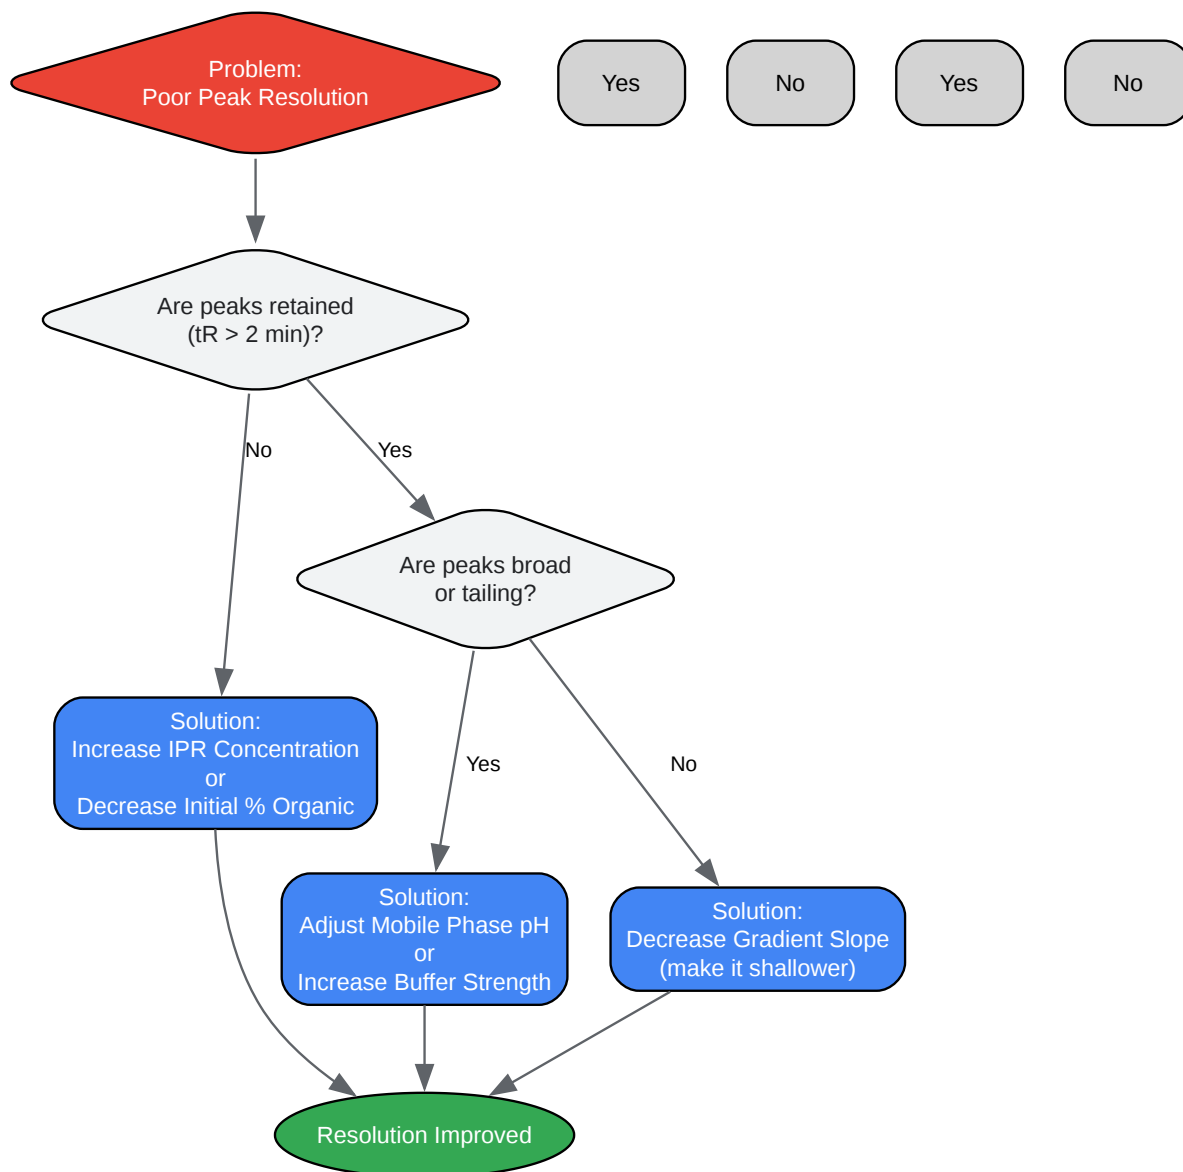 Problem:
Poor Peak Resolution
Yes
No
Yes
No
Are peaks retained
(tR > 2 min)?
No
Yes
Are peaks broad
or tailing?
Solution:
Increase IPR Concentration
or
Decrease Initial % Organic
Yes
No
Solution:
Adjust Mobile Phase pH
or
Increase Buffer Strength
Solution:
Decrease Gradient Slope
(make it shallower)
Resolution Improved